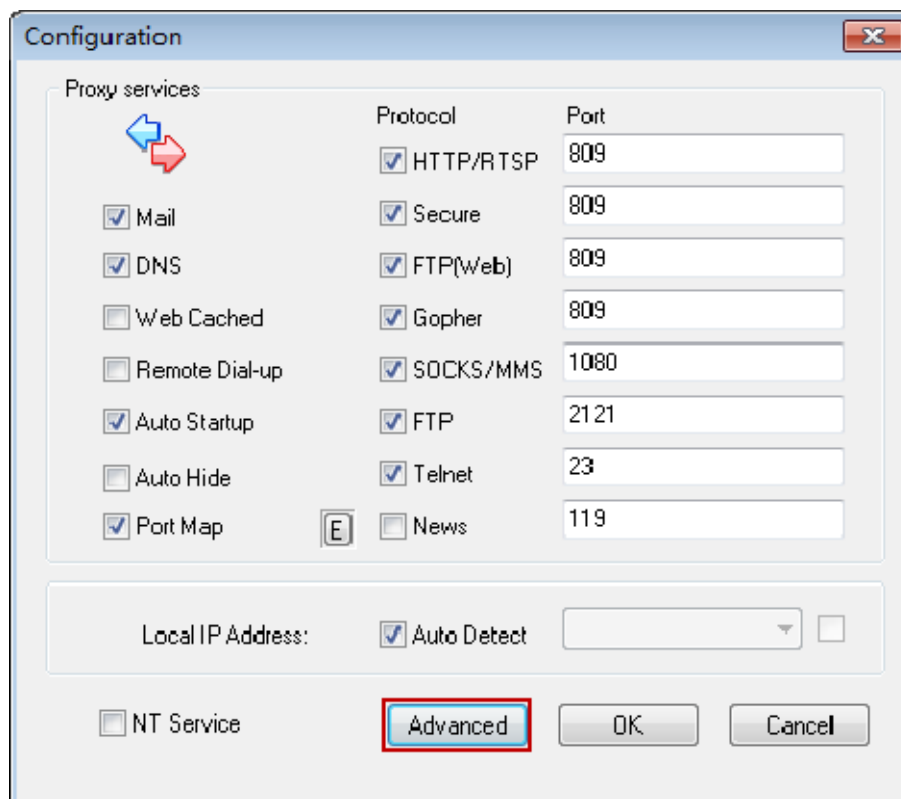 Configuration
Proxy services
Protocol Port
HTTP/RTSP 809
Mail Secure 809
DNS FTP(Web) 809
Web Cached Gopher 809
Remote Dial-up SOCKS/MMS 1080
Auto Startup FTP 2121
Auto Hide Telnet 23
Port Map E News 119
Local IP Address: Auto Detect
NT Service Advanced OK Cancel